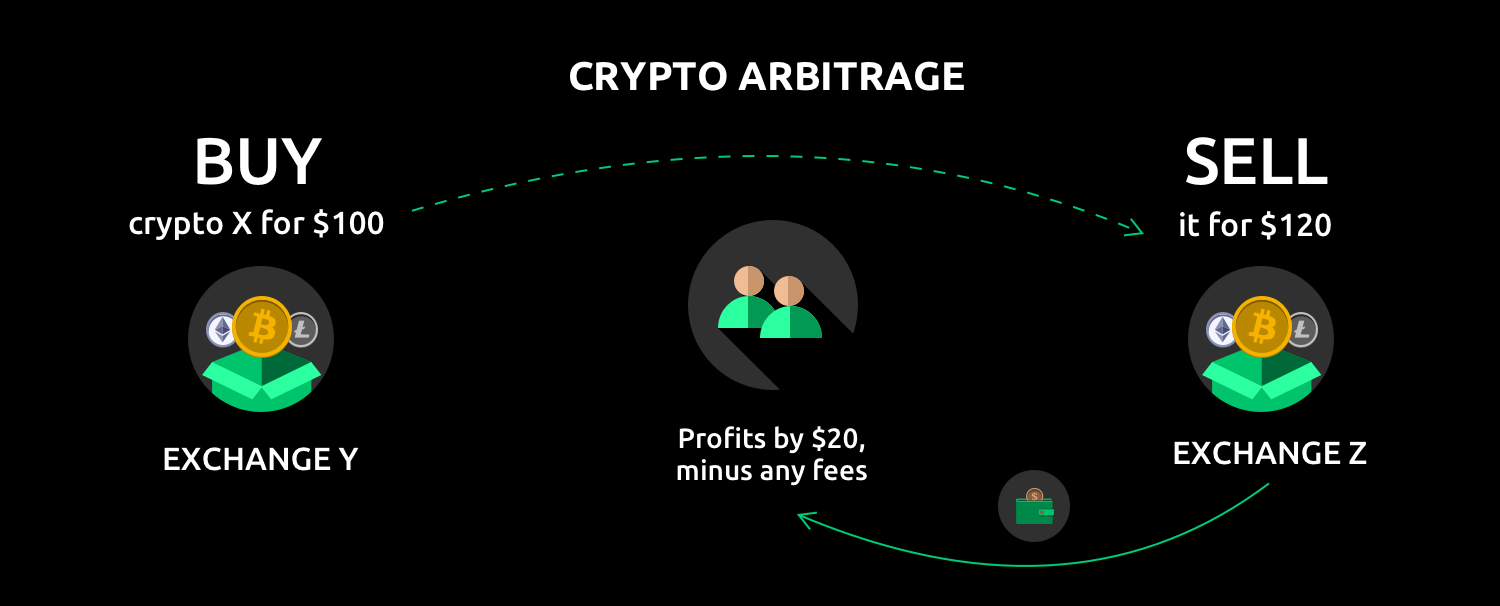 CRYPTO ARBITRAGE
BUY
crypto X for $100
EXCHANGE Y
SELL
it for $120
EXCHANGE Z
Profits by $20,
minus any fees